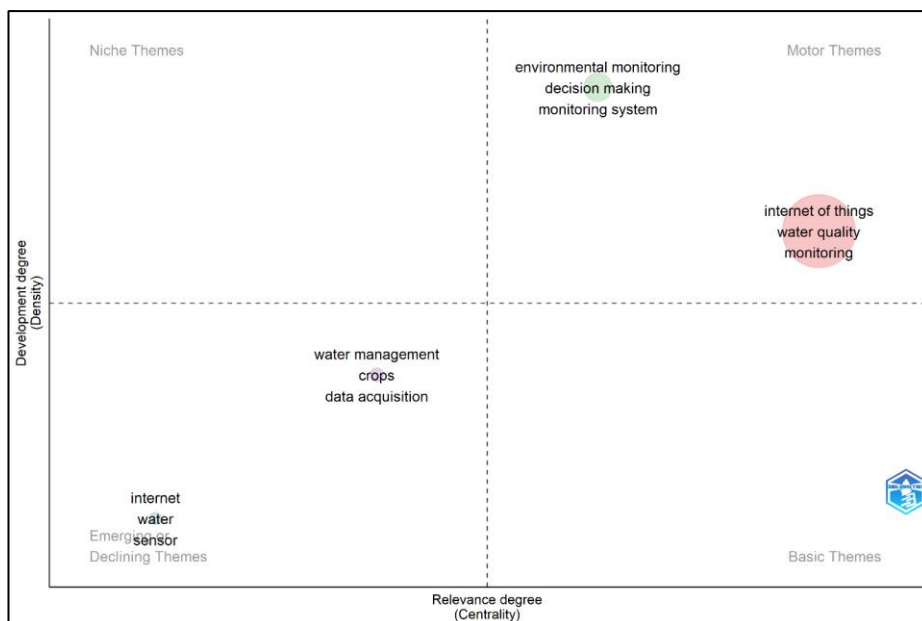 Niche Themes
Motor Themes
environmental monitoring
decision making
monitoring system
internet of things
water quality
monitoring
Development degree
(Density)
water management
crops
data acquisition
internet
water
sensor
Emerging or
Declining Themes
Basic Themes
Relevance degree
(Centrality)